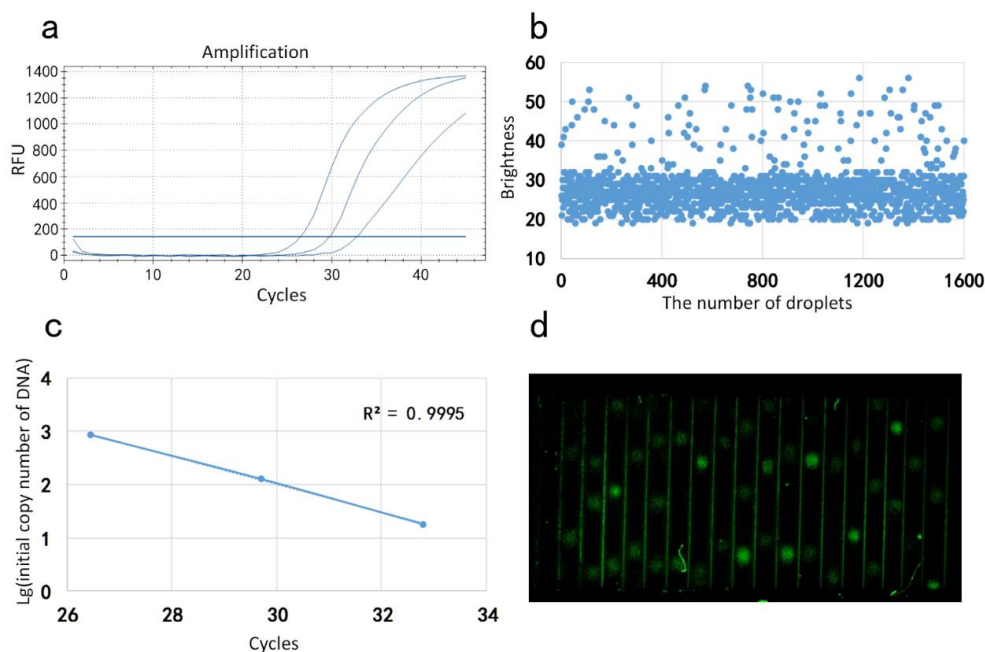 a
Amplification
1400
1200
1000
800
600
400
200
0
RFU
0 10 20 30 40
Cycles
b
60
50
40
30
20
10
Brightness
0 400 800 1200 1600
The number of droplets
c
4
3
2
1
0
Lg(initial copy number of DNA)
R² = 0.9995
26 28 30 32 34
Cycles
d